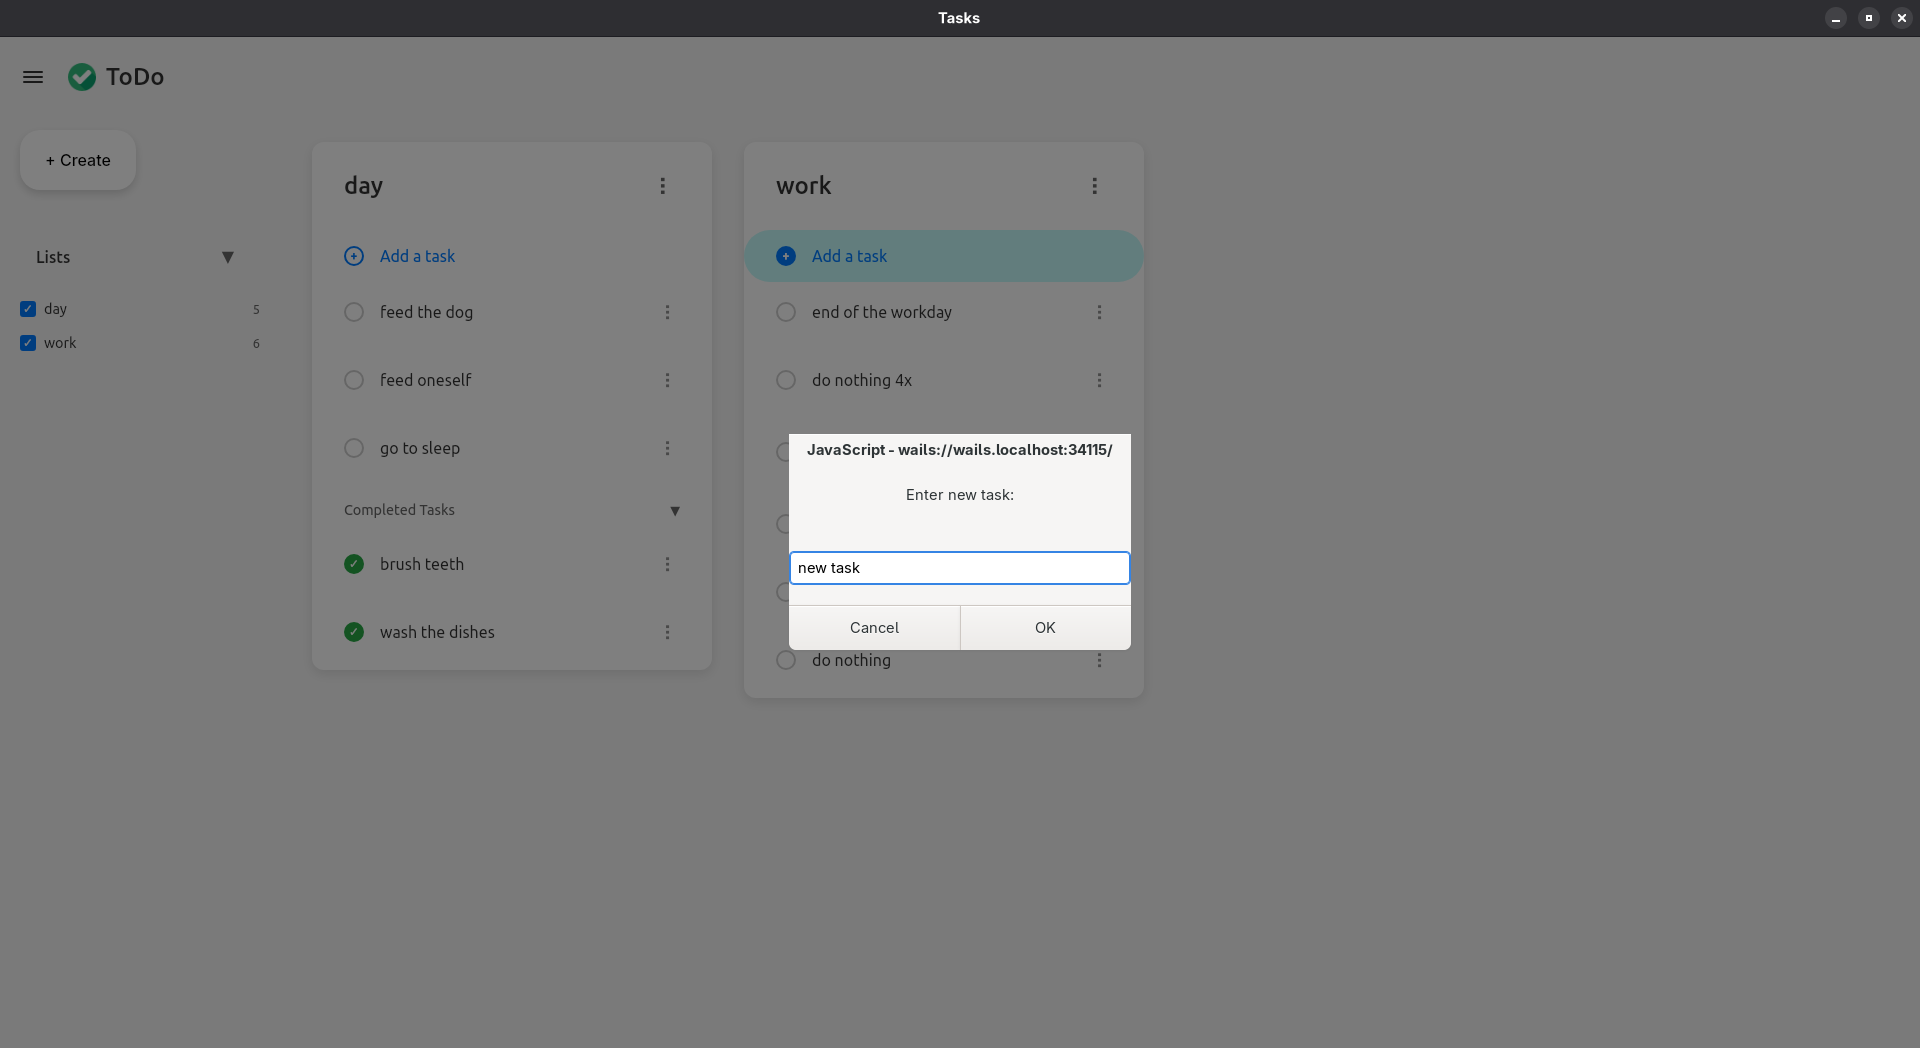 Tasks
ToDo
+ Create
Lists
day 5
work 6
day
Add a task
feed the dog
feed oneself
go to sleep
Completed Tasks
brush teeth
wash the dishes
work
Add a task
end of the workday
do nothing 4x
do nothing
JavaScript - wails://wails.localhost:34115/
Enter new task:
new task
Cancel
OK